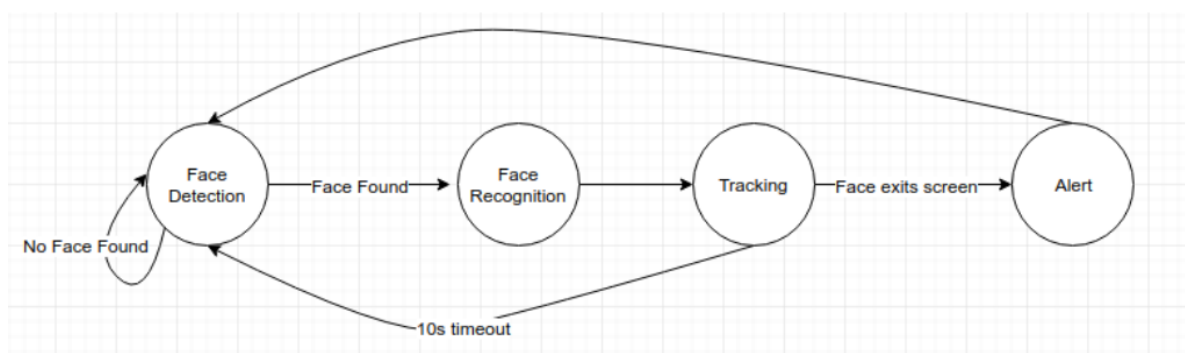 Face
Detection
Face Found
Face
Recognition
Tracking
Face exits screen
Alert
No Face Found
10s timeout